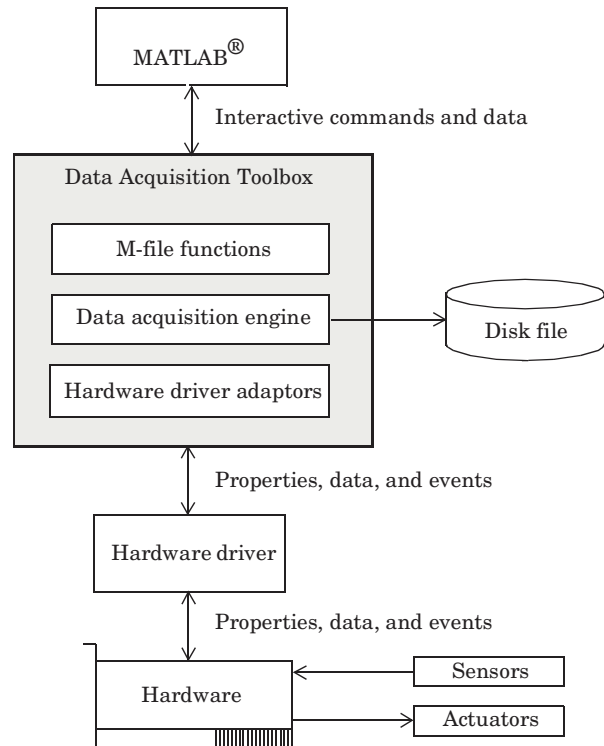 MATLAB®
Interactive commands and data
Data Acquisition Toolbox
M-file functions
Data acquisition engine
Disk file
Hardware driver adaptors
Properties, data, and events
Hardware driver
Properties, data, and events
Sensors
Hardware
Actuators